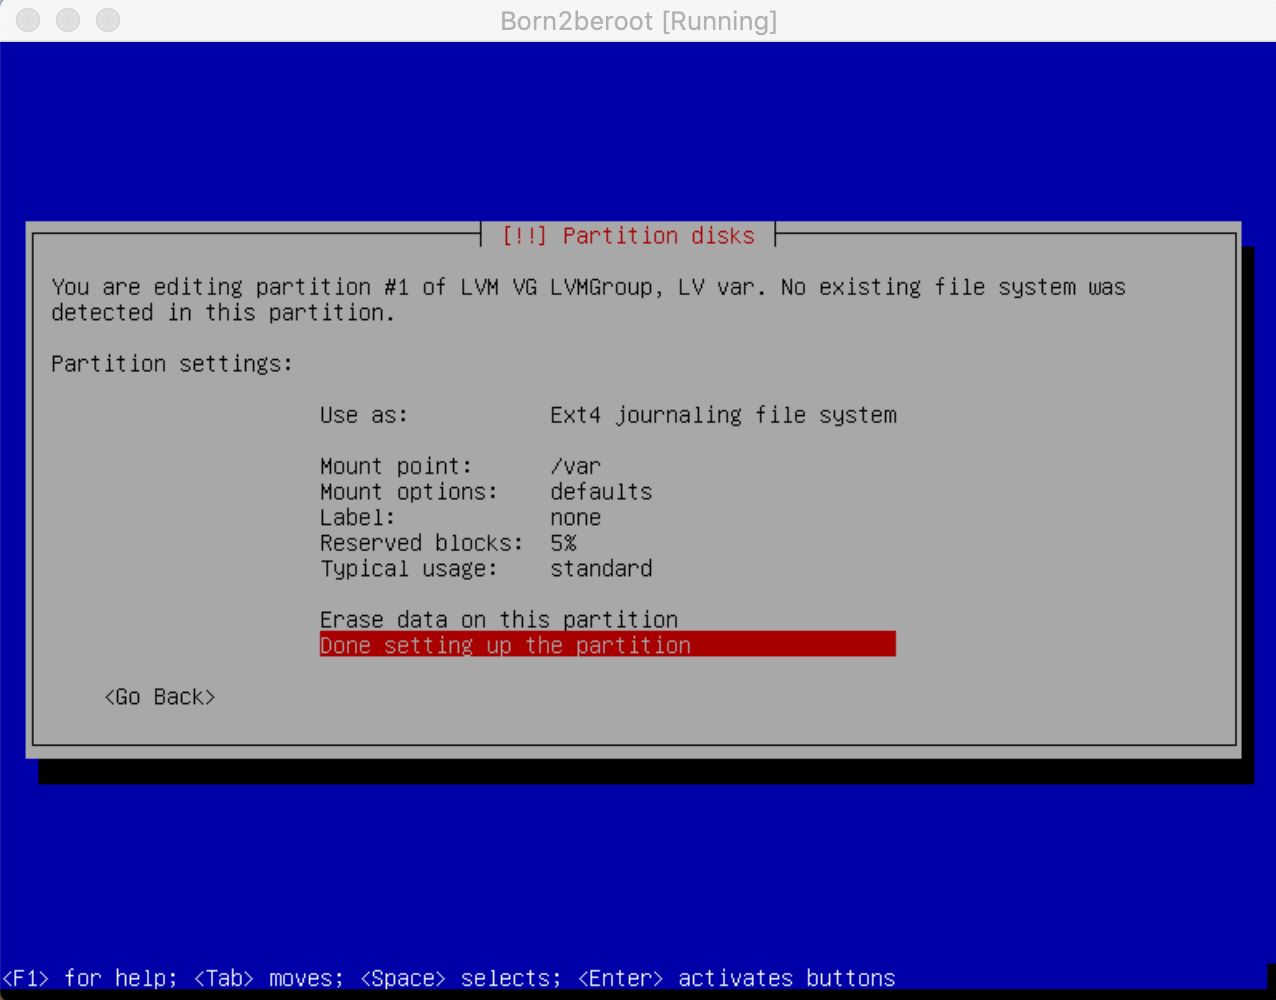 Born2beroot [Running]
[!!] Partition disks
You are editing partition #1 of LVM VG LVMGroup, LV var. No existing file system was
detected in this partition.
Partition settings:
Use as: Ext4 journaling file system
Mount point: /var
Mount options: defaults
Label: none
Reserved blocks: 5%
Typical usage: standard
Erase data on this partition
Done setting up the partition
<Go Back>
<F1> for help; <Tab> moves; <Space> selects; <Enter> activates buttons